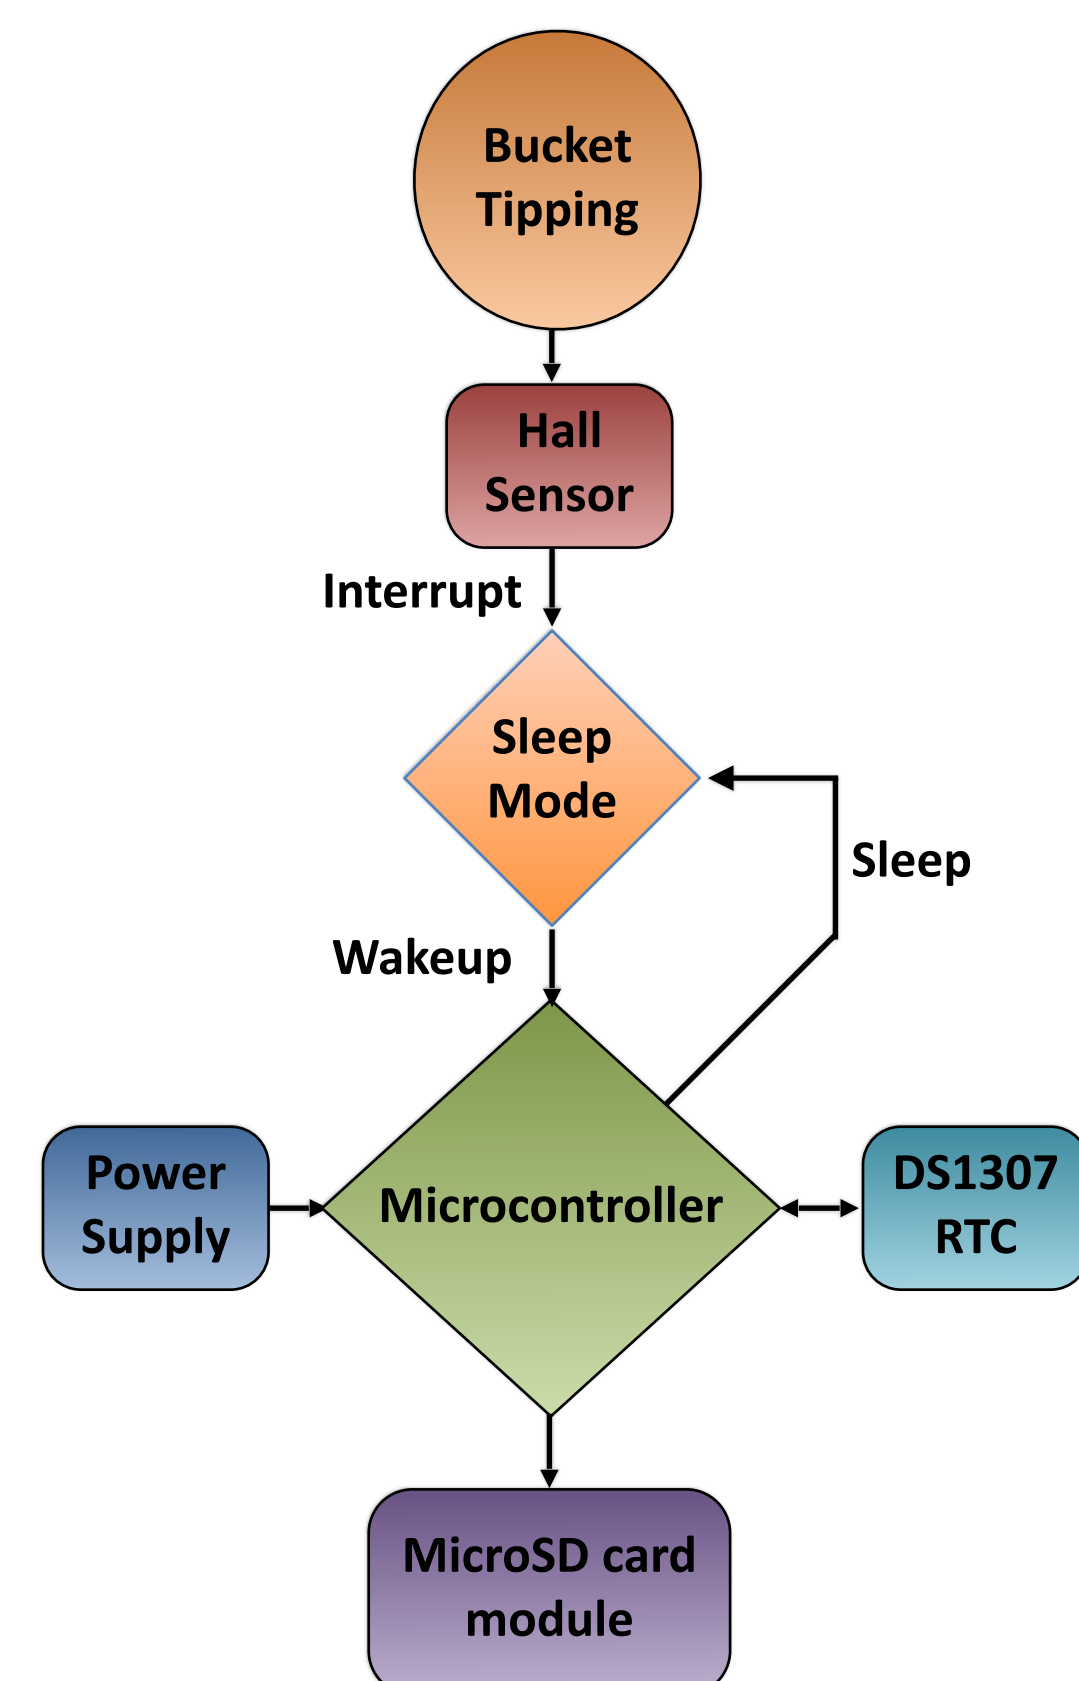 Bucket
Tipping
Hall
Sensor
Interrupt
Sleep
Mode
Sleep
Wakeup
Power
Supply
Microcontroller
DS1307
RTC
MicroSD card
module